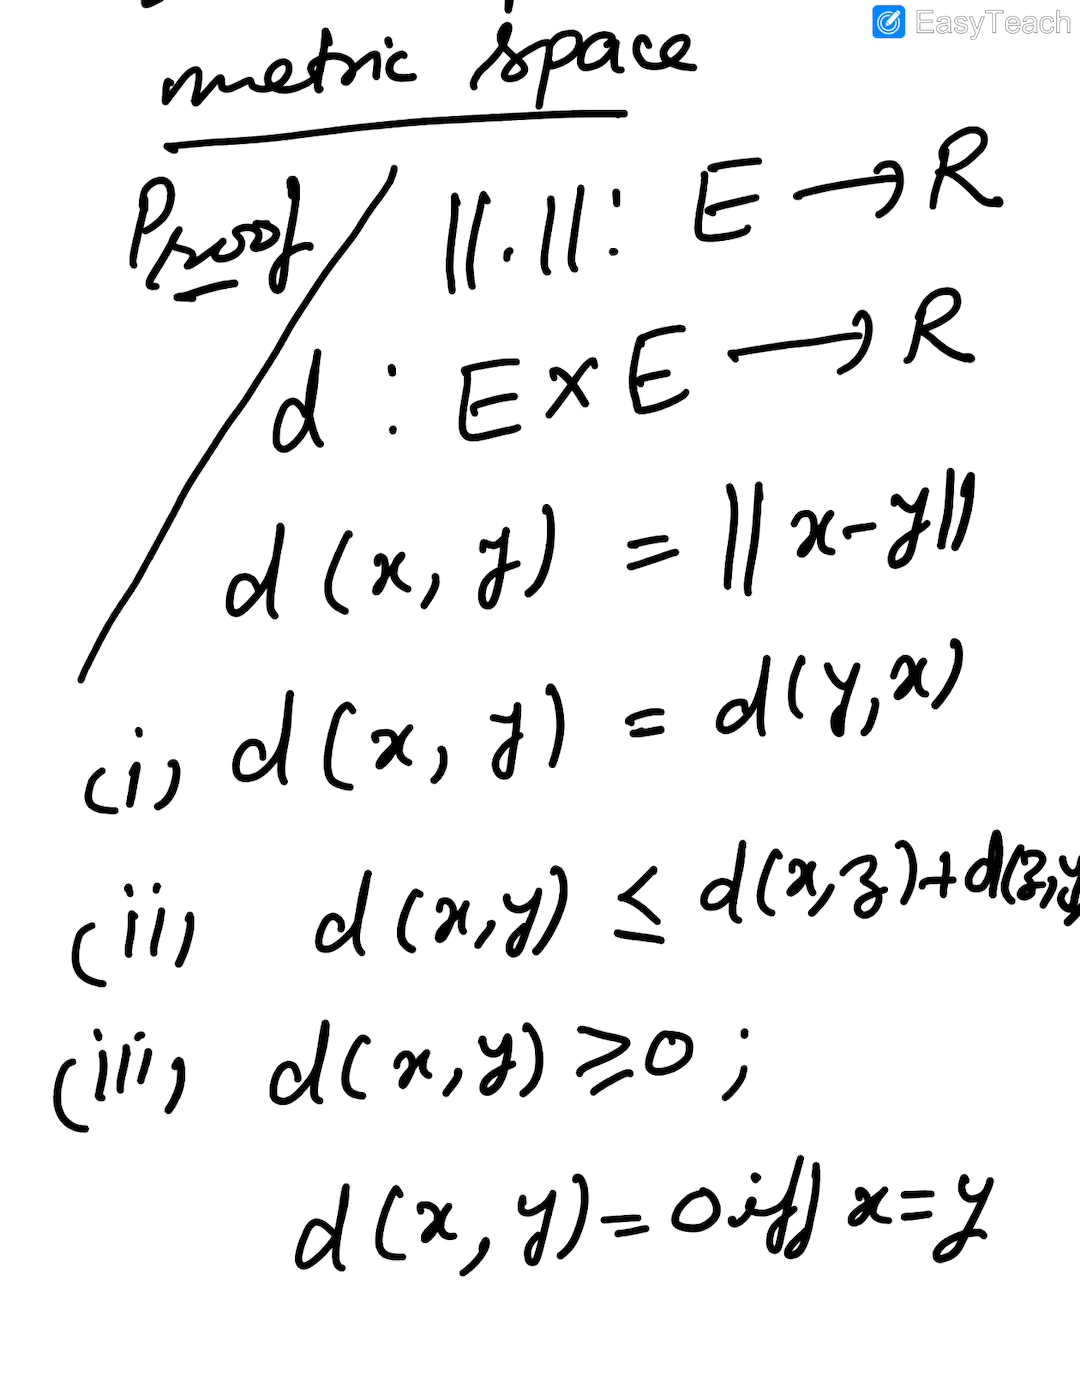 EasyTeach
metric space
Proof / ||.|| : E → R
d : E x E → R
d (x, y) = || x-y ||
(i) d (x, y) = d(y,x)
(ii) d (x,y) ≤ d(x,z)+d(z,y
(iii) d(x,y) ≥0 ;
d (x, y)=0 iff x=y